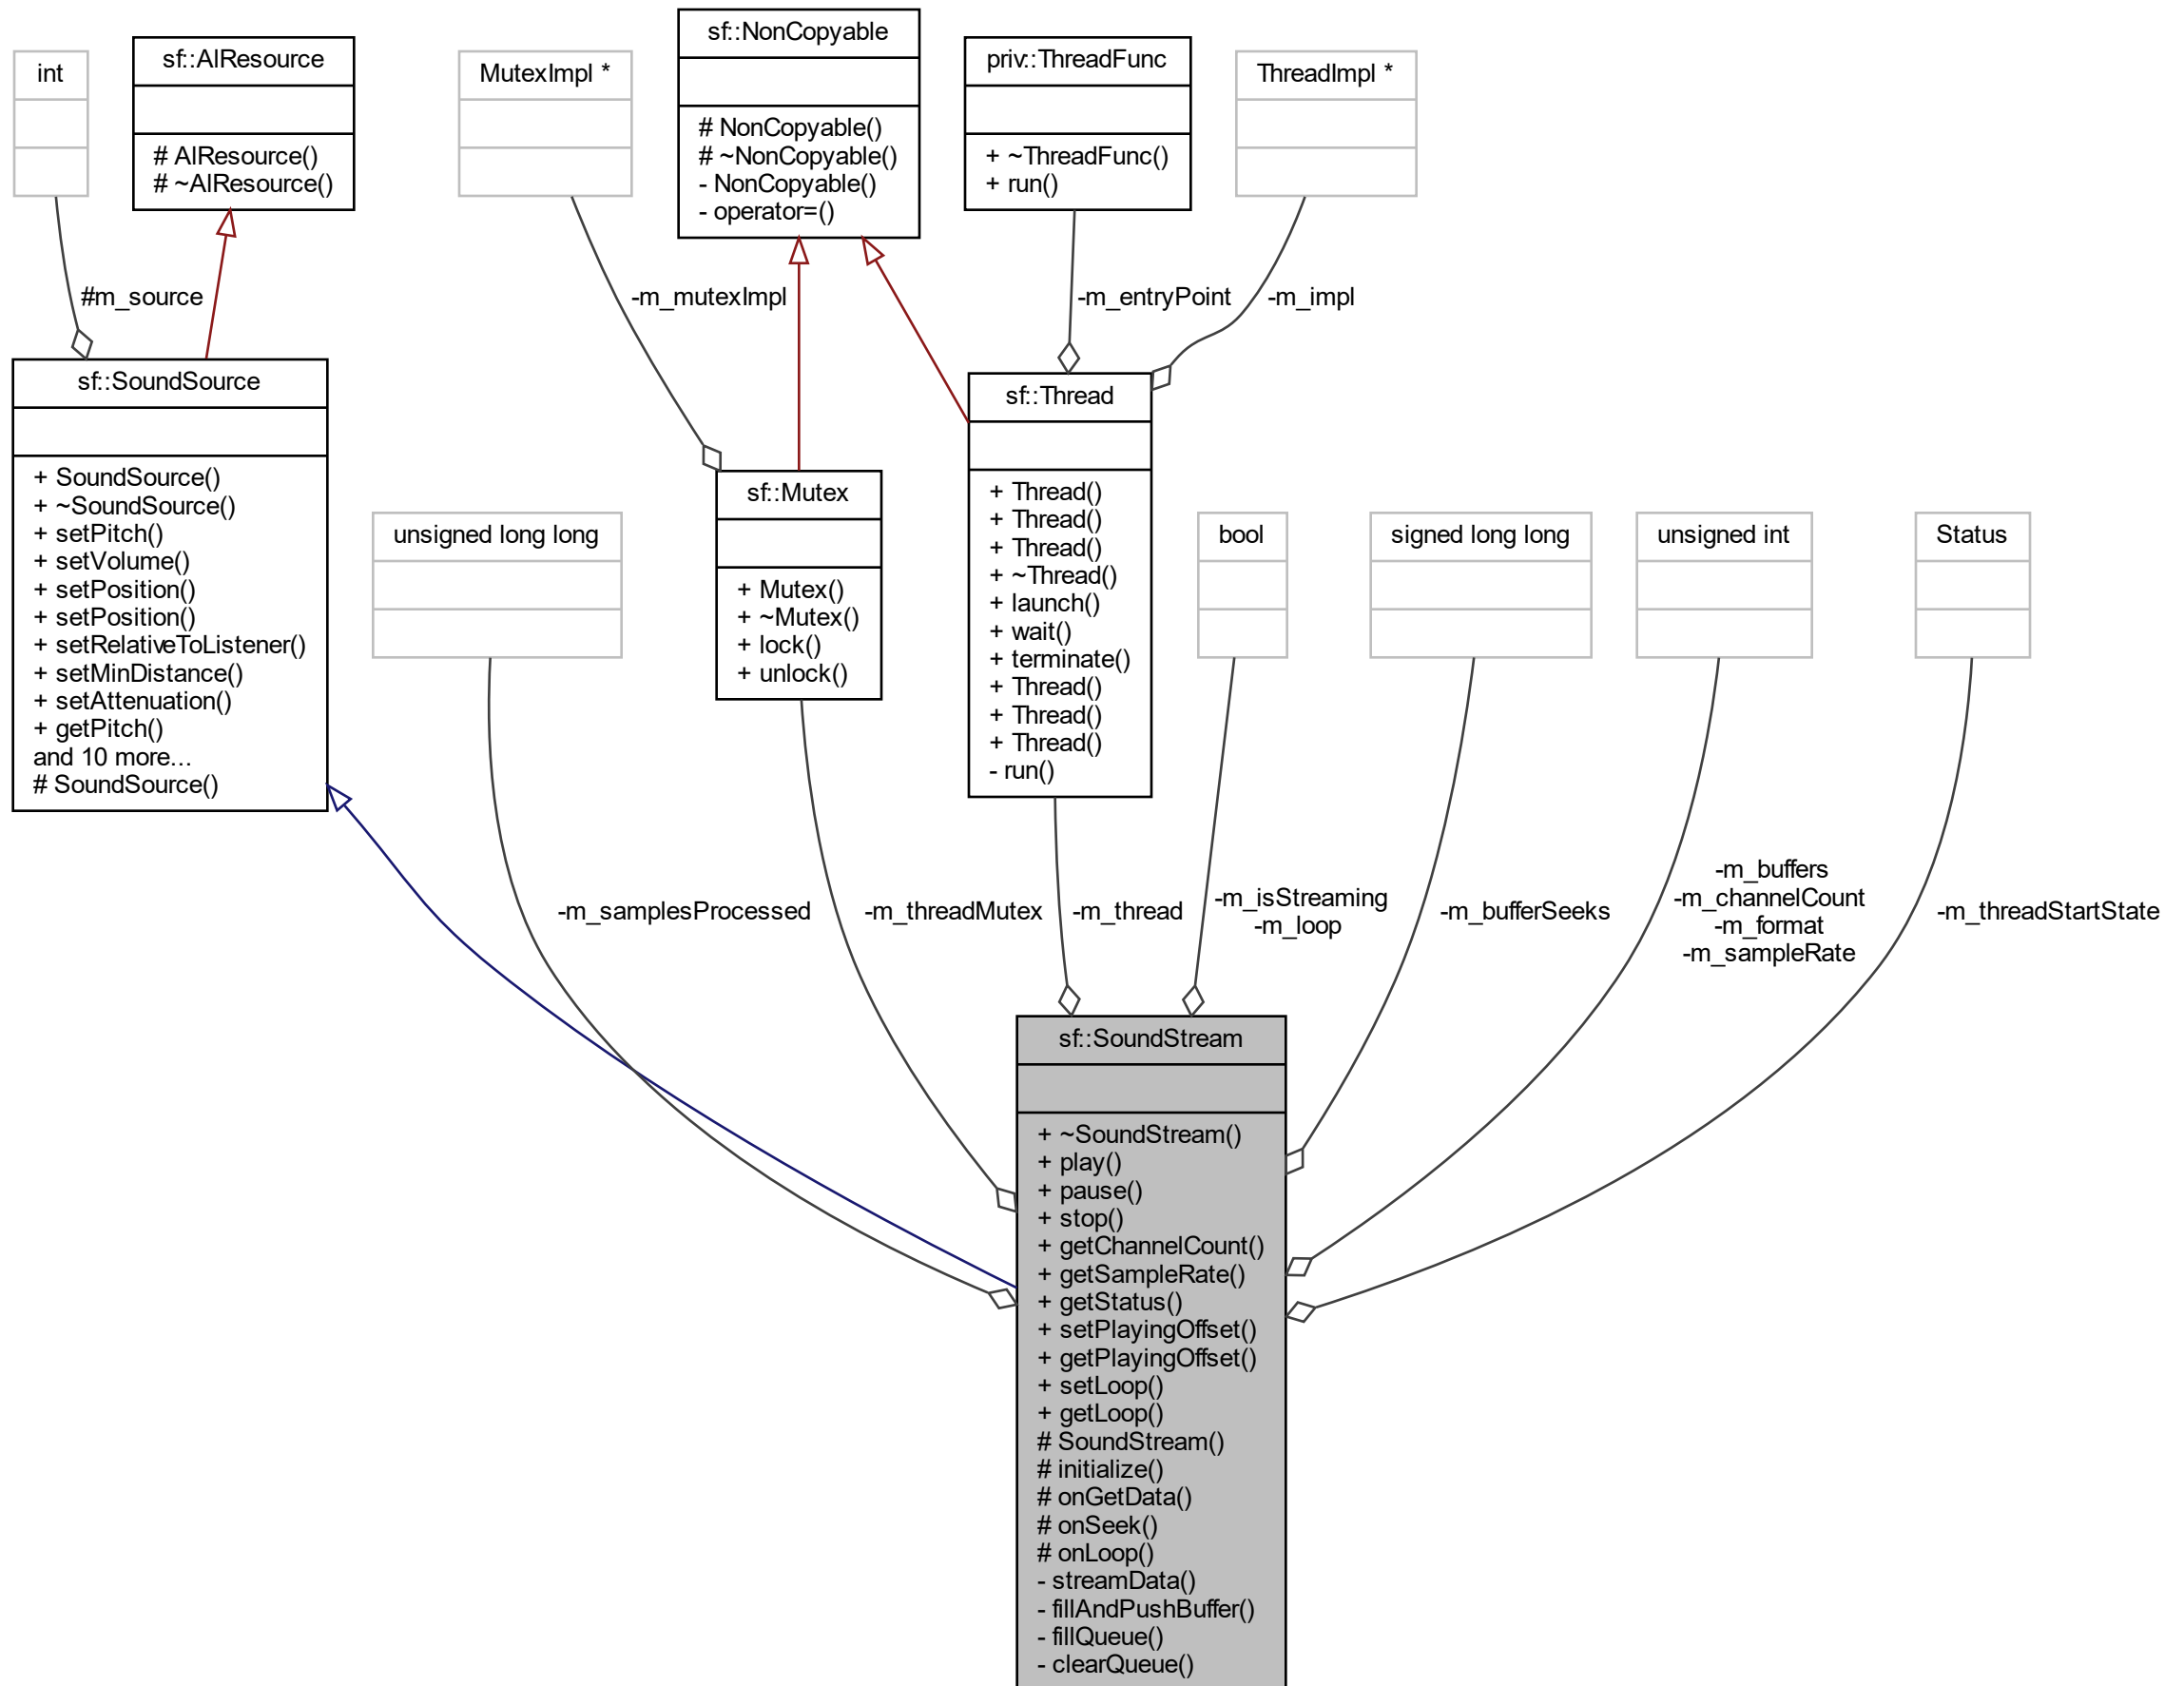 int
sf::AlResource
# AlResource()
# ~AlResource()
MutexImpl *
sf::NonCopyable
# NonCopyable()
# ~NonCopyable()
- NonCopyable()
- operator=()
priv::ThreadFunc
+ ~ThreadFunc()
+ run()
ThreadImpl *
#m_source
-m_mutexImpl
-m_entryPoint
-m_impl
sf::SoundSource
+ SoundSource()
+ ~SoundSource()
+ setPitch()
+ setVolume()
+ setPosition()
+ setPosition()
+ setRelativeToListener()
+ setMinDistance()
+ setAttenuation()
+ getPitch()
and 10 more...
# SoundSource()
unsigned long long
sf::Mutex
+ Mutex()
+ ~Mutex()
+ lock()
+ unlock()
sf::Thread
+ Thread()
+ Thread()
+ Thread()
+ ~Thread()
+ launch()
+ wait()
+ terminate()
+ Thread()
+ Thread()
+ Thread()
- run()
bool
signed long long
unsigned int
Status
-m_samplesProcessed
-m_threadMutex
-m_thread
-m_isStreaming
-m_loop
-m_bufferSeeks
-m_buffers
-m_channelCount
-m_format
-m_sampleRate
-m_threadStartState
sf::SoundStream
+ ~SoundStream()
+ play()
+ pause()
+ stop()
+ getChannelCount()
+ getSampleRate()
+ getStatus()
+ setPlayingOffset()
+ getPlayingOffset()
+ setLoop()
+ getLoop()
# SoundStream()
# initialize()
# onGetData()
# onSeek()
# onLoop()
- streamData()
- fillAndPushBuffer()
- fillQueue()
- clearQueue()